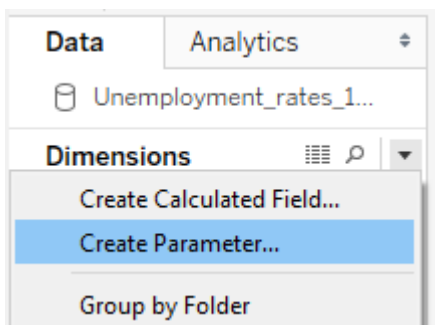 Data Analytics
Unemployment_rates_1...
Dimensions
Create Calculated Field...
Create Parameter...
Group by Folder